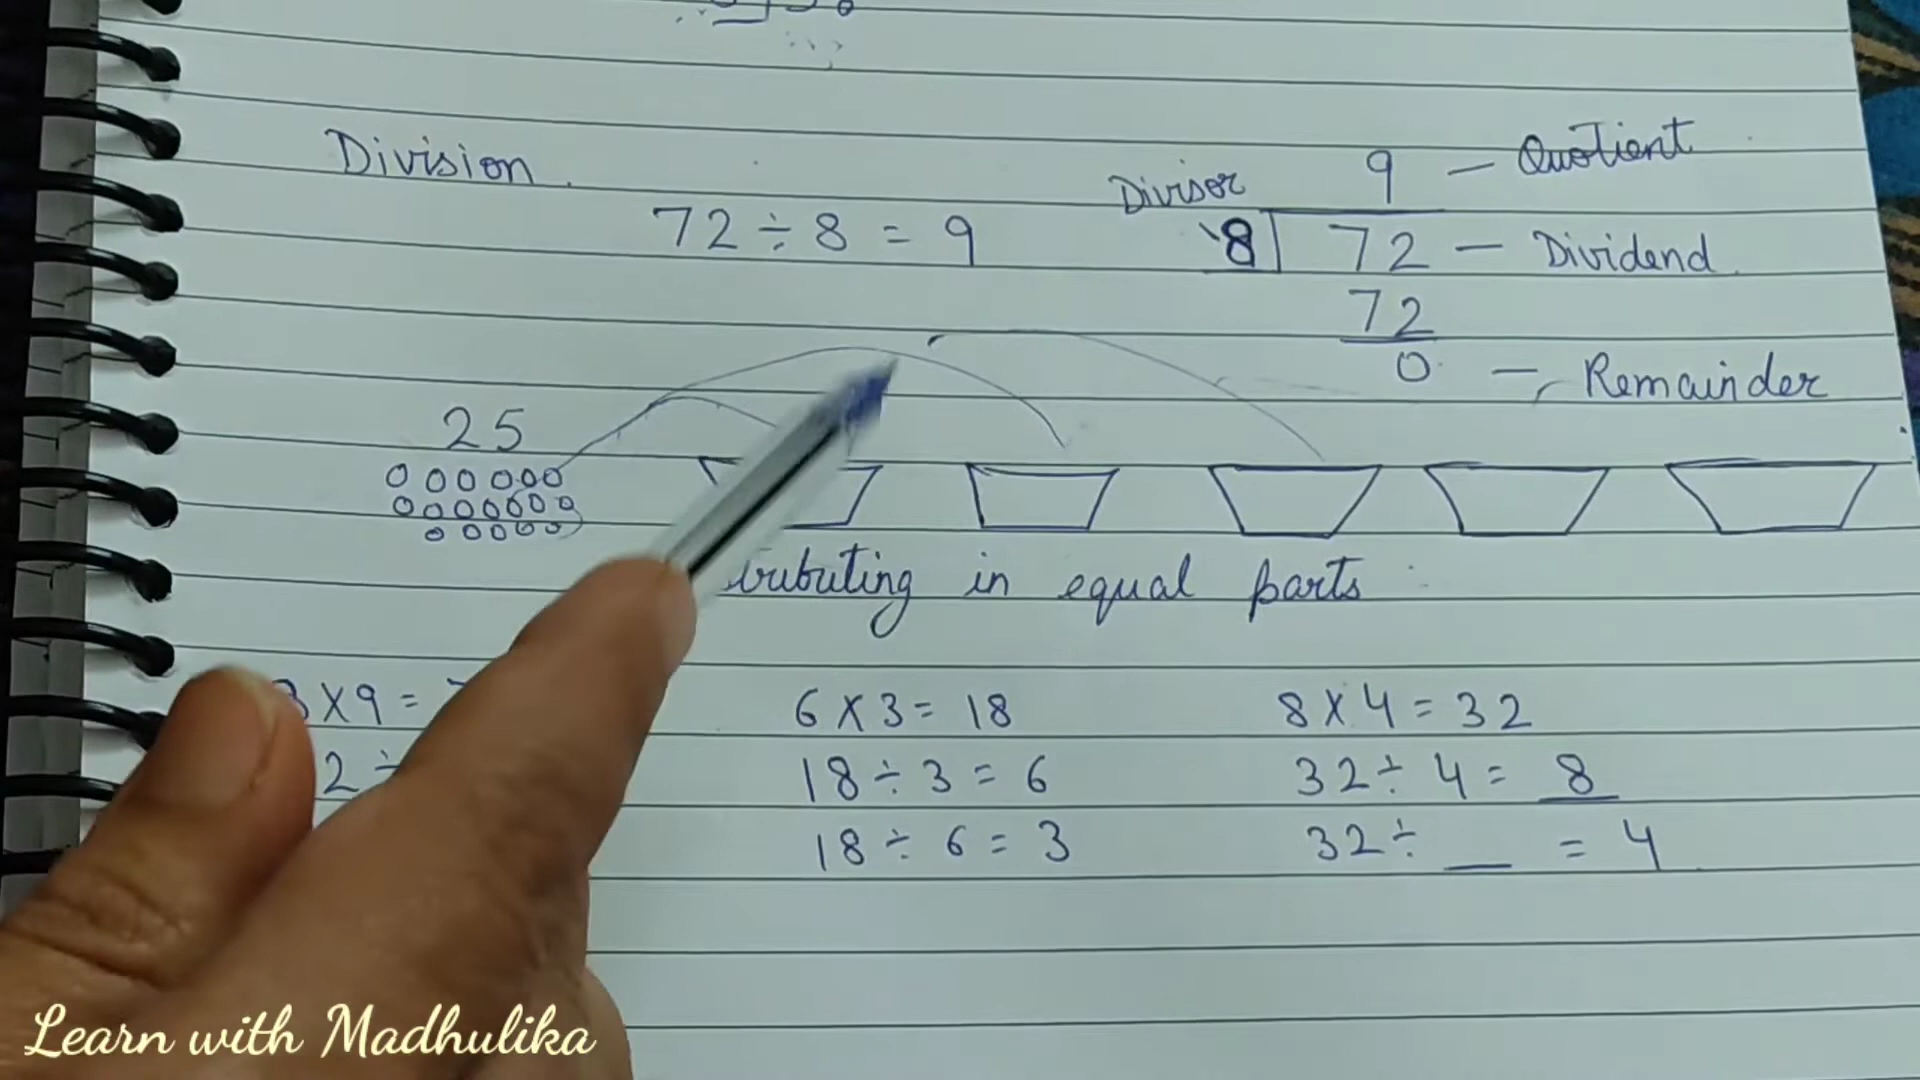 Division
72 ÷ 8 = 9
Divisor
9 — Quotient
8 72 — Dividend
72
0 — Remainder
25
in equal parts
× 9 =
6 × 3 = 18
8 × 4 = 32
2 ÷
18 ÷ 3 = 6
32 ÷ 4 = 8
18 ÷ 6 = 3
32 ÷ __ = 4
Learn with Madhulika